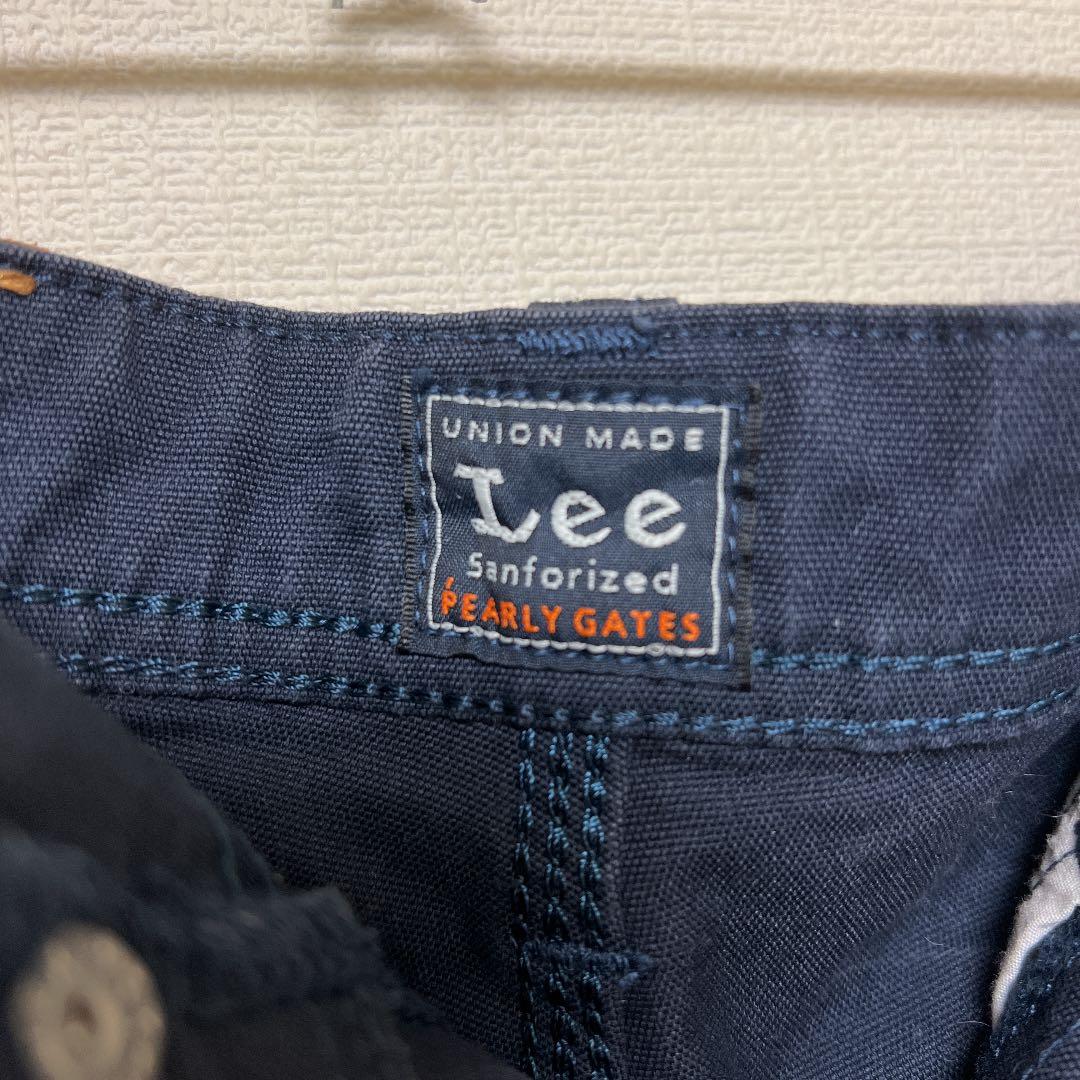 UNION MADE
Lee
Sanforized
PEARLY GATES